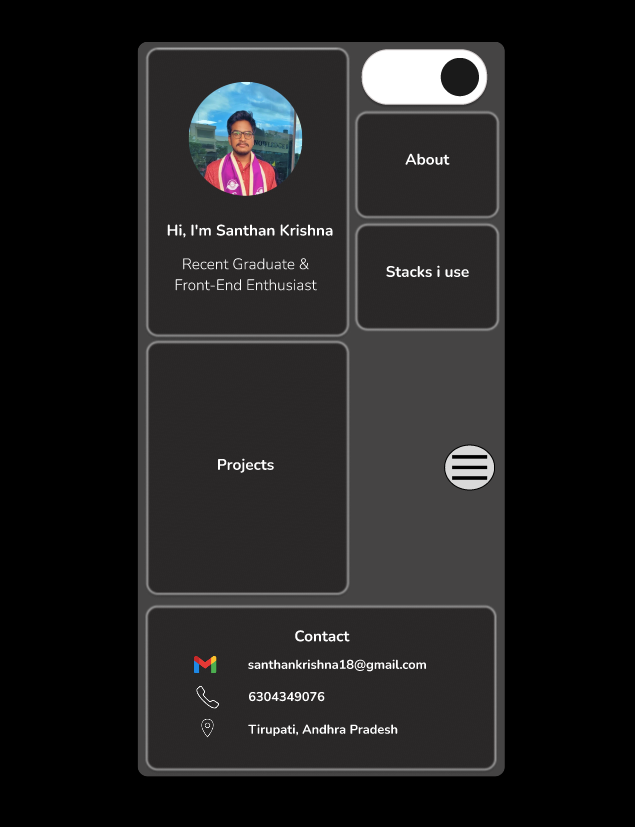 Hi, I'm Santhan Krishna
Recent Graduate &
Front-End Enthusiast
About
Stacks i use
Projects
Contact
santhankrishna18@gmail.com
6304349076
Tirupati, Andhra Pradesh